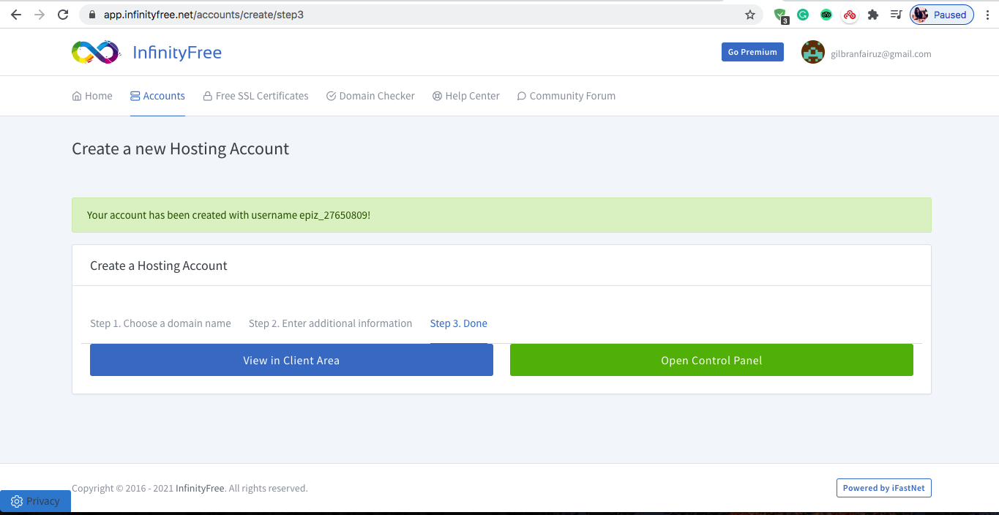 app.infinityfree.net/accounts/create/step3
3
Paused
InfinityFree
Go Premium
gilbranfairuz@gmail.com
Home
Accounts
Free SSL Certificates
Domain Checker
Help Center
Community Forum
Create a new Hosting Account
Your account has been created with username epiz_27650809!
Create a Hosting Account
Step 1. Choose a domain name
Step 2. Enter additional information
Step 3. Done
View in Client Area
Open Control Panel
Copyright © 2016 - 2021 InfinityFree. All rights reserved.
Powered by iFastNet
Privacy